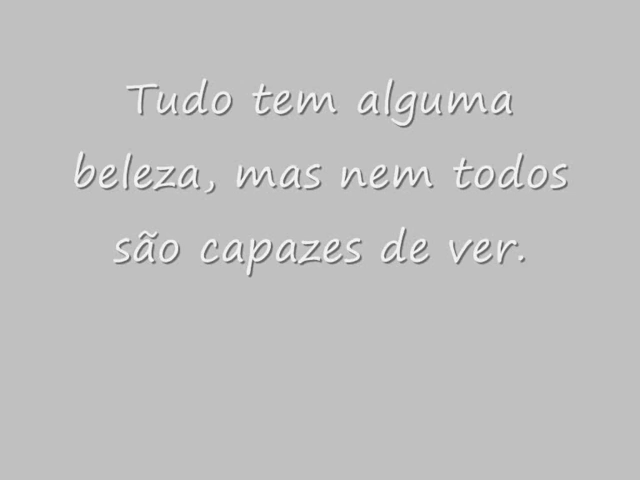 Tudo tem alguma
beleza, mas nem todos
são capazes de ver.